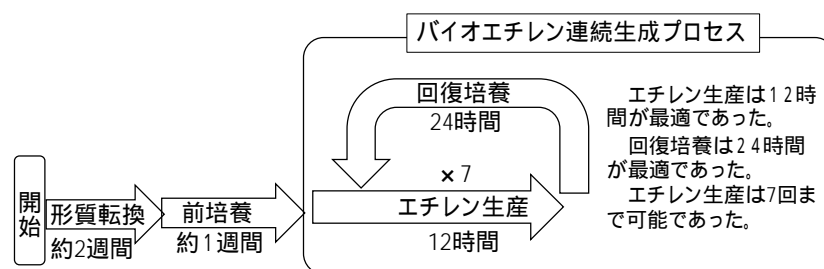 バイオエチレン連続生成プロセス
回復培養
24時間
×7
エチレン生産
12時間
開始
形質転換
約2週間
前培養
約1週間
エチレン生産は12時
間が最適であった。
回復培養は24時間
が最適であった。
エチレン生産は7回ま
で可能であった。